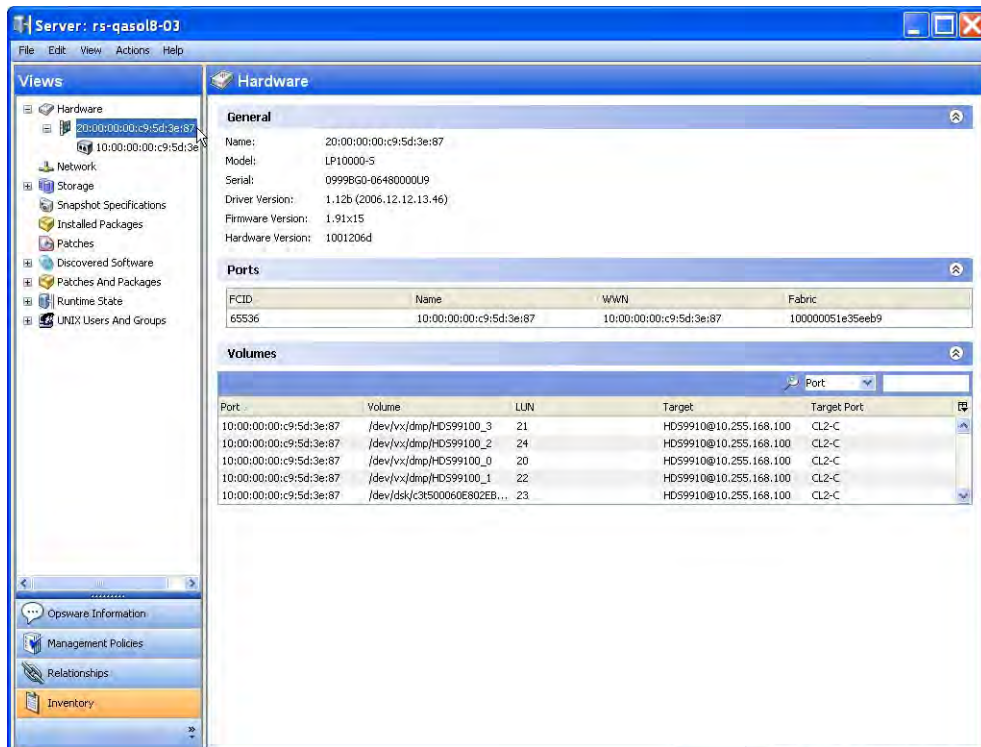 Server: rs-qasol8-03
File Edit View Actions Help
Views
Hardware
20:00:00:00:c9:5d:3e:87
10:00:00:00:c9:5d:3e
Network
Storage
Snapshot Specifications
Installed Packages
Patches
Discovered Software
Patches And Packages
Runtime State
UNIX Users And Groups
Opsware Information
Management Policies
Relationships
Inventory
Hardware
General
Name: 20:00:00:00:c9:5d:3e:87
Model: LP10000-S
Serial: 0999BG0-06480000U9
Driver Version: 1.12b (2006.12.12.13.46)
Firmware Version: 1.91x15
Hardware Version: 1001206d
Ports
FCID Name WWN Fabric
65536 10:00:00:00:c9:5d:3e:87 10:00:00:00:c9:5d:3e:87 100000051e35eeb9
Volumes
Port
Port Volume LUN Target Target Port
10:00:00:00:c9:5d:3e:87 /dev/vx/dmp/HDS99100_3 21 HDS9910@10.255.168.100 CL2-C
10:00:00:00:c9:5d:3e:87 /dev/vx/dmp/HDS99100_2 24 HDS9910@10.255.168.100 CL2-C
10:00:00:00:c9:5d:3e:87 /dev/vx/dmp/HDS99100_0 20 HDS9910@10.255.168.100 CL2-C
10:00:00:00:c9:5d:3e:87 /dev/vx/dmp/HDS99100_1 22 HDS9910@10.255.168.100 CL2-C
10:00:00:00:c9:5d:3e:87 /dev/dsk/c3t500060E802EB... 23 HDS9910@10.255.168.100 CL2-C